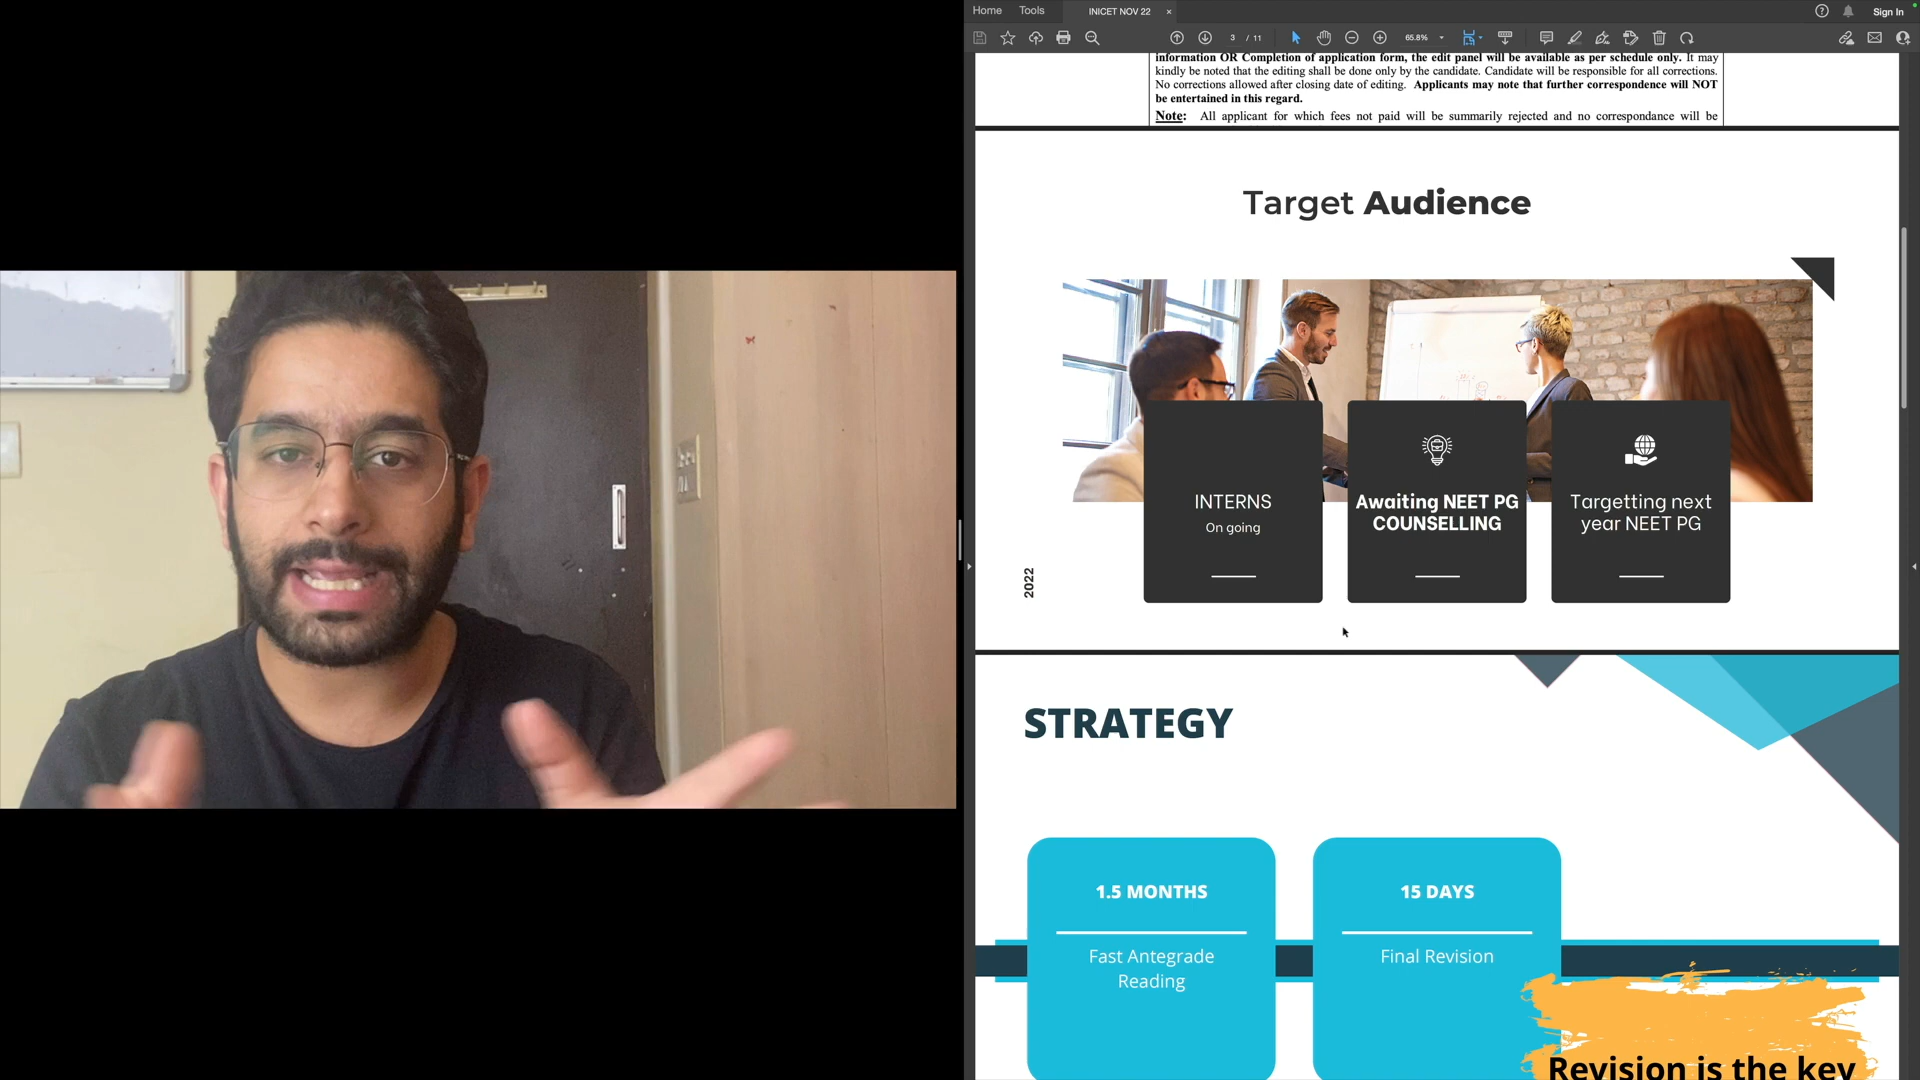 Home Tools INICET NOV 22 × Sign In
3 / 11 65.8%
information OR Completion of application form, the edit panel will be available as per schedule only. It may
kindly be noted that the editing shall be done only by the candidate. Candidate will be responsible for all corrections.
No corrections allowed after closing date of editing. Applicants may note that further correspondence will NOT
be entertained in this regard.
Note: All applicant for which fees not paid will be summarily rejected and no correspondance will be
Target Audience
INTERNS
On going
Awaiting NEET PG
COUNSELLING
Targetting next
year NEET PG
2022
STRATEGY
1.5 MONTHS
Fast Antegrade
Reading
15 DAYS
Final Revision
Revision is the key